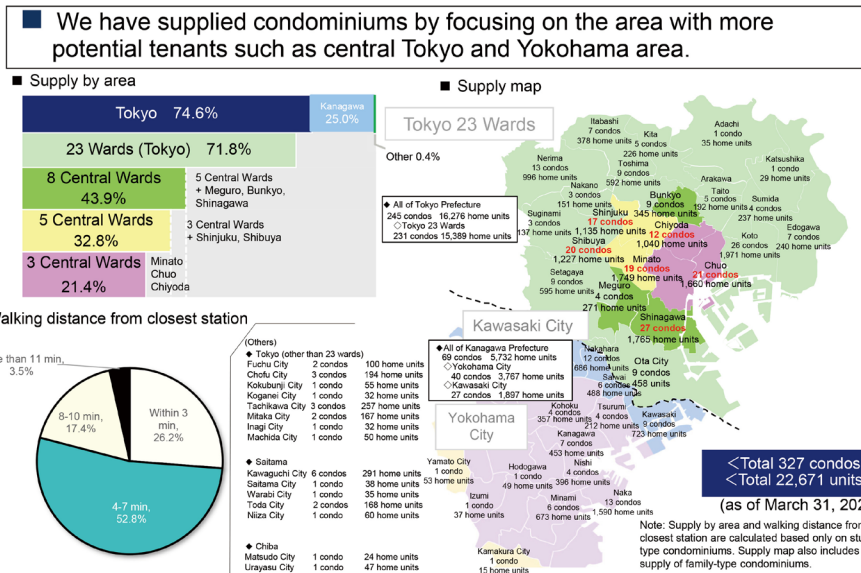 We have supplied condominiums by focusing on the area with more
potential tenants such as central Tokyo and Yokohama area.
Supply by area
Tokyo 74.6%
Kanagawa
25.0%
23 Wards (Tokyo) 71.8%
Other 0.4%
8 Central Wards
43.9%
5 Central Wards
+ Meguro, Bunkyo,
Shinagawa
5 Central Wards
32.8%
3 Central Wards
+ Shinjuku, Shibuya
3 Central Wards
21.4%
Minato
Chuo
Chiyoda
alking distance from closest station
e than 11 min,
3.5%
8-10 min,
17.4%
Within 3
min,
26.2%
4-7 min,
52.8%
Supply map
Tokyo 23 Wards
◆ All of Tokyo Prefecture
245 condos 16,276 home units
◇Tokyo 23 Wards
231 condos 15,389 home units
Itabashi
7 condos
378 home units
Kita
5 condos
226 home units
Adachi
1 condo
35 home units
Nerima
13 condos
996 home units
Toshima
9 condos
592 home units
Katsushika
1 condo
29 home units
Nakano
3 condos
151 home units
Bunkyo
9 condos
345 home units
Arakawa
Taito
5 condos
192 home units
Sumida
4 condos
237 home units
Suginami
3 condos
137 home units
Shinjuku
17 condos
1,135 home units
Chiyoda
12 condos
1,040 home units
Koto
26 condos
1,971 home units
Edogawa
7 condos
240 home units
Shibuya
20 condos
1,227 home units
Minato
19 condos
1,749 home units
Chuo
21 condos
1,660 home units
Setagaya
9 condos
595 home units
Meguro
4 condos
271 home units
Shinagawa
27 condos
1,765 home units
Ota City
9 condos
458 units
Kawasaki City
◆All of Kanagawa Prefecture
69 condos 5,732 home units
◇Yokohama City
40 condos 3,767 home units
◇Kawasaki City
27 condos 1,897 home units
Nakahara
12 condos
686 home units
Saiwai
6 condos
488 home units
Kawasaki
9 condos
723 home units
Yokohama
City
Kohoku
4 condos
357 home units
Tsurumi
4 condos
212 home units
Kanagawa
7 condos
453 home units
Yamato City
1 condo
53 home units
Hodogawa
1 condo
49 home units
Nishi
4 condos
396 home units
Izumi
1 condo
37 home units
Minami
6 condos
673 home units
Naka
13 condos
1,590 home units
Kamakura City
1 condo
15 home units
(Others)
◆ Tokyo (other than 23 wards)
Fuchu City 2 condos 100 home units
Chofu City 3 condos 194 home units
Kokubunji City 1 condo 55 home units
Koganei City 1 condo 32 home units
Tachikawa City 3 condos 257 home units
Mitaka City 2 condos 167 home units
Inagi City 1 condo 32 home units
Machida City 1 condo 50 home units
◆ Saitama
Kawaguchi City 6 condos 291 home units
Saitama City 1 condo 38 home units
Warabi City 1 condo 35 home units
Toda City 2 condos 168 home units
Niiza City 1 condo 60 home units
◆ Chiba
Matsudo City 1 condo 24 home units
Urayasu City 1 condo 47 home units
<Total 327 condos
<Total 22,671 units
(as of March 31, 202
Note: Supply by area and walking distance from
closest station are calculated based only on stu
type condominiums. Supply map also includes
supply of family-type condominiums.